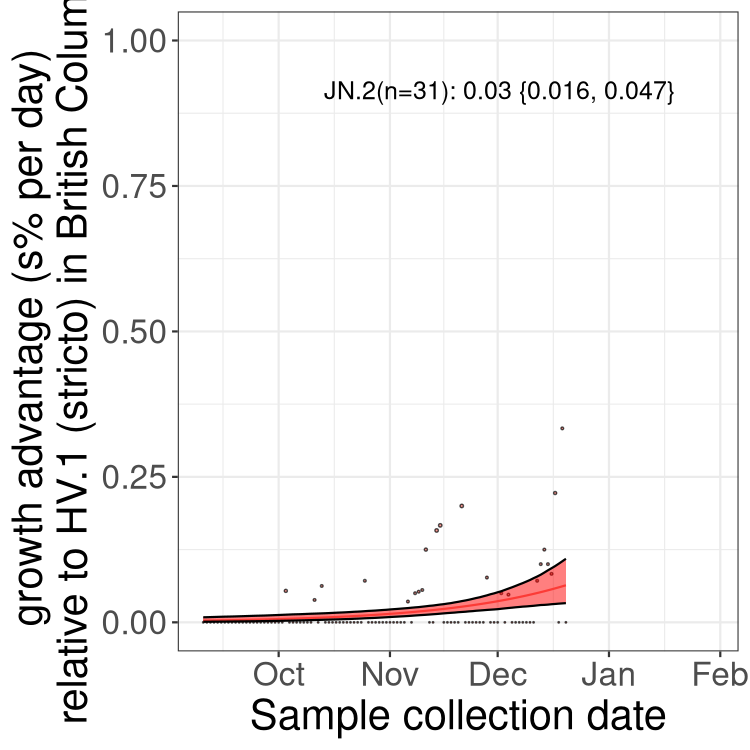 growth advantage (s% per day)
relative to HV.1 (stricto) in British Colum
1.00
0.75
0.50
0.25
0.00
JN.2(n=31): 0.03 {0.016, 0.047}
Oct Nov Dec Jan Feb
Sample collection date